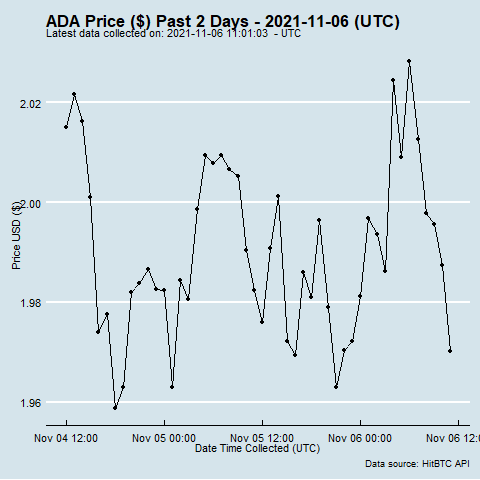 ADA Price ($) Past 2 Days - 2021-11-06 (UTC)
Latest data collected on: 2021-11-06 11:01:03 - UTC
Price USD ($)
2.02
2.00
1.98
1.96
Nov 04 12:00 Nov 05 00:00 Nov 05 12:00 Nov 06 00:00 Nov 06 12:0
Date Time Collected (UTC)
Data source: HitBTC API